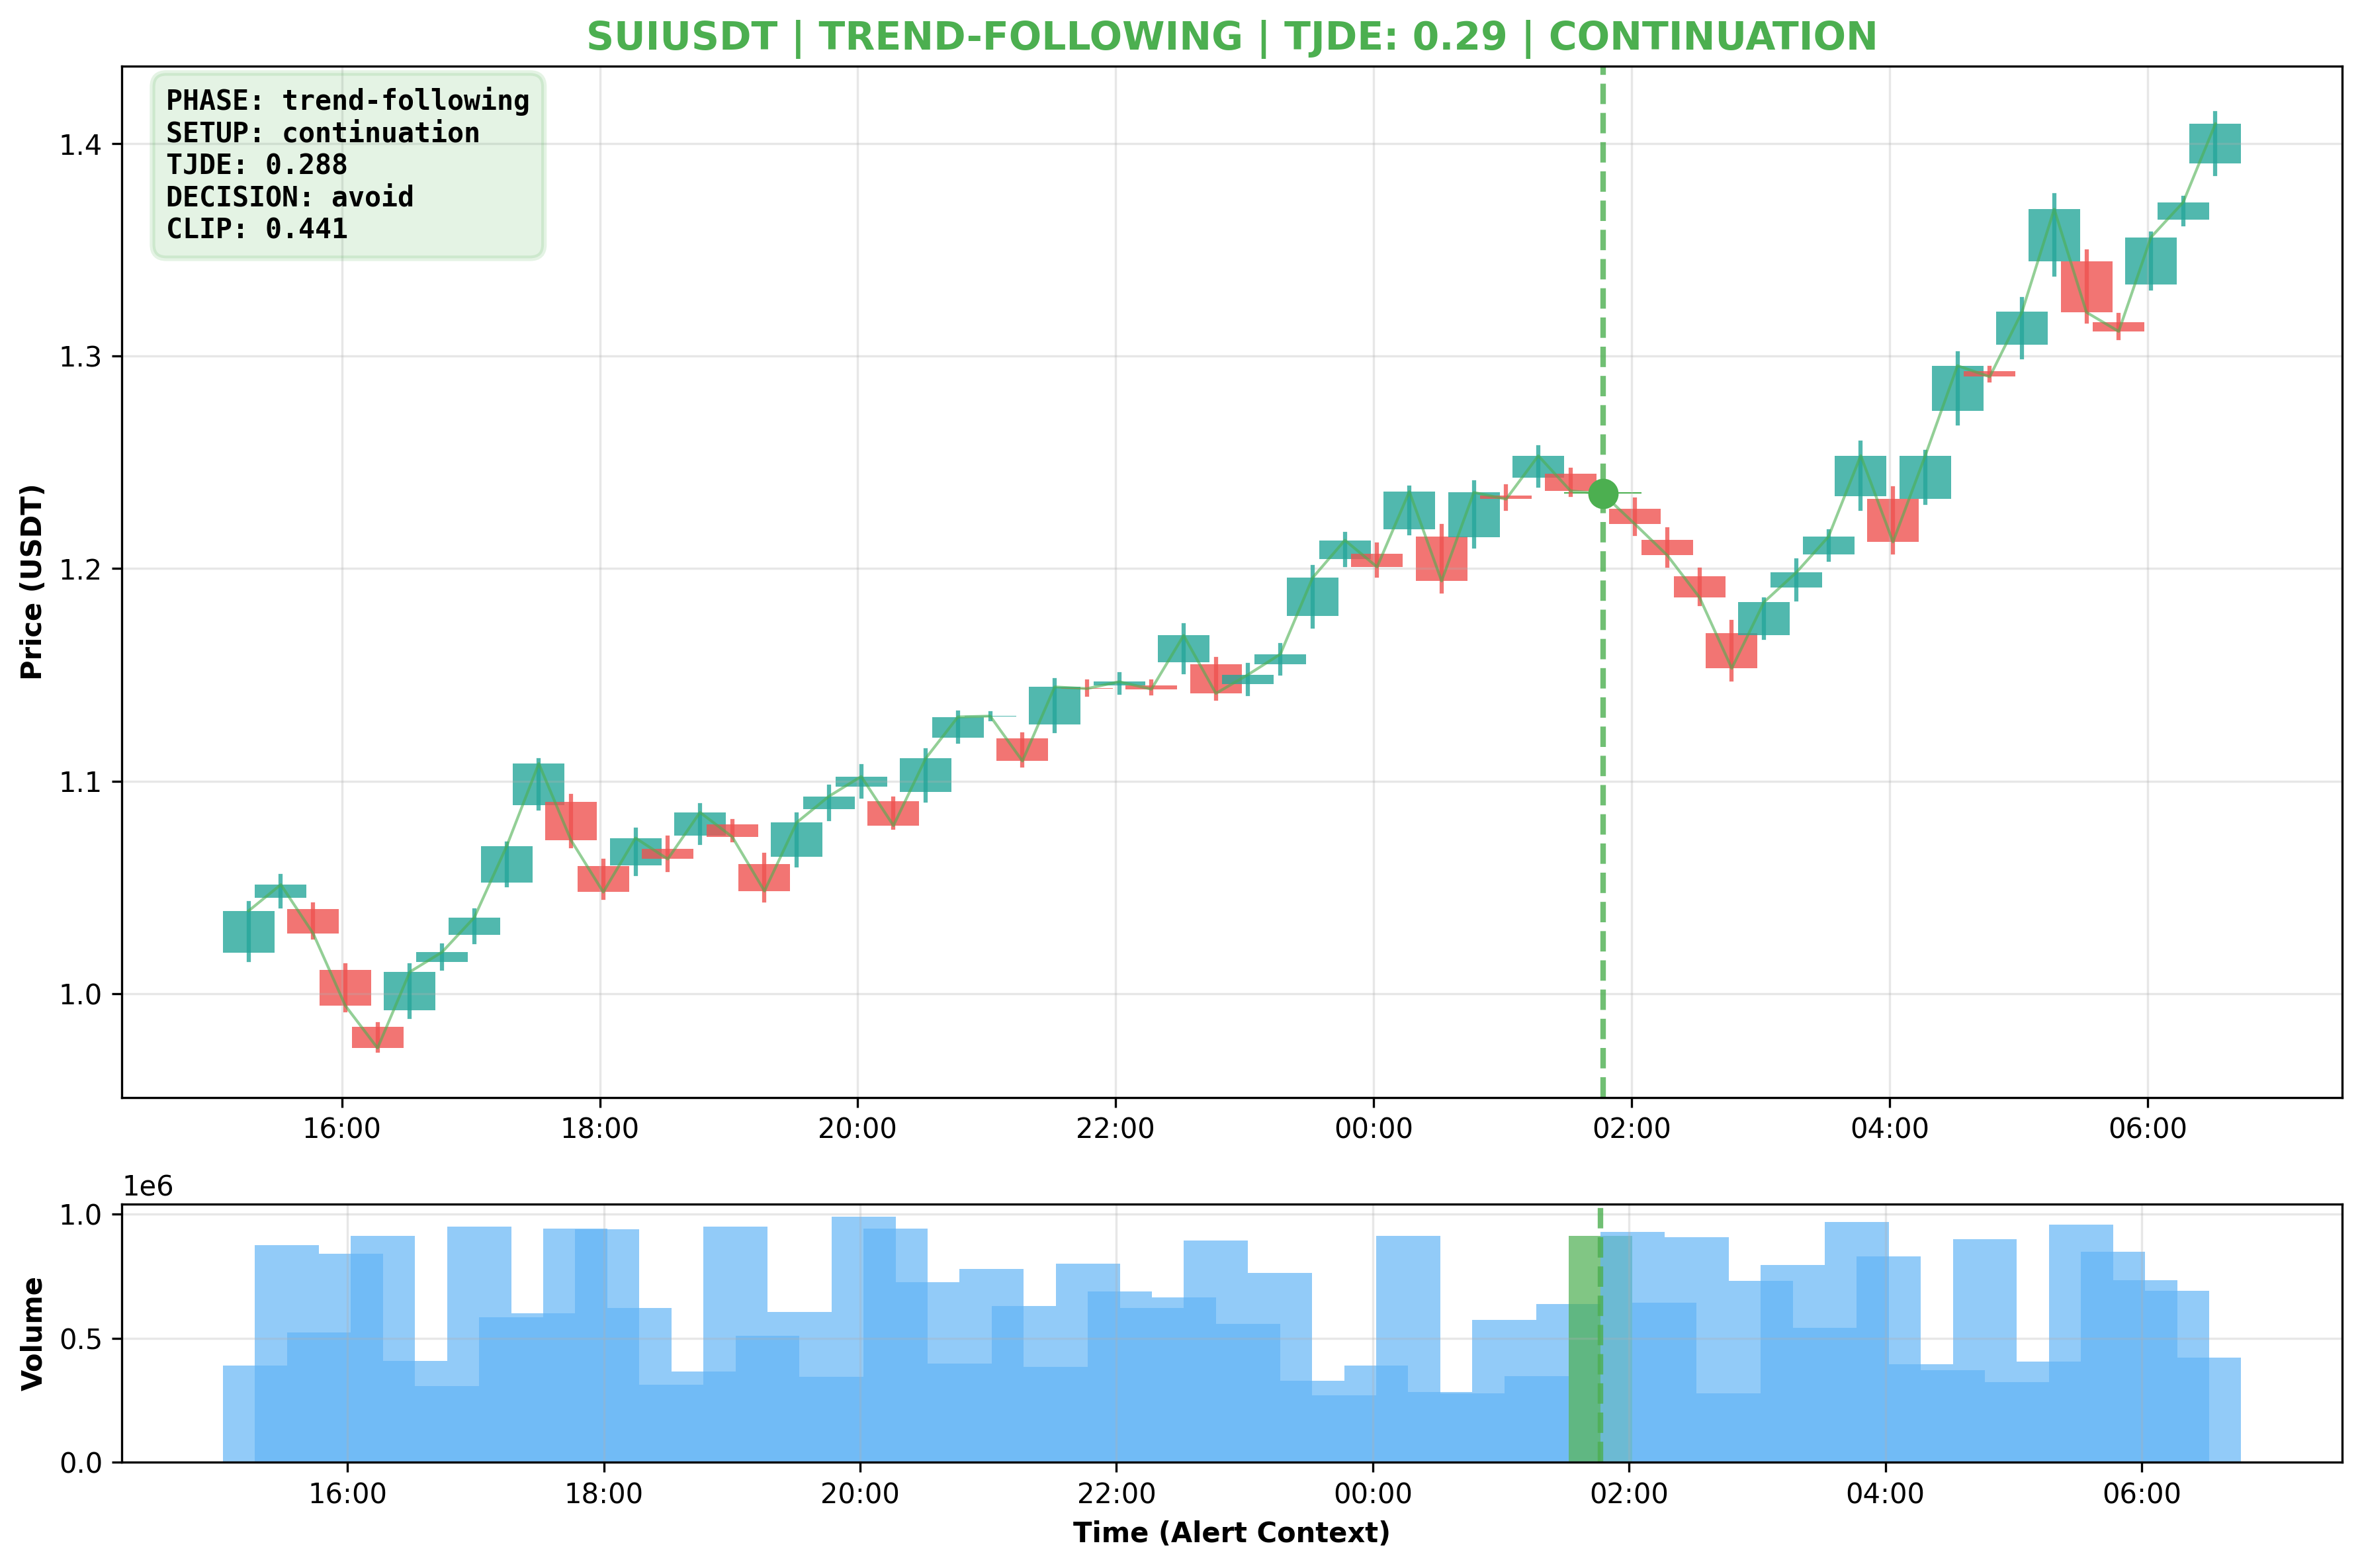 SUIUSDT | TREND-FOLLOWING | TJDE: 0.29 | CONTINUATION
PHASE: trend-following
SETUP: continuation
TJDE: 0.288
DECISION: avoid
CLIP: 0.441
Price (USDT)
1.4
1.3
1.2
1.1
1.0
16:00 18:00 20:00 22:00 00:00 02:00 04:00 06:00
1e6
Volume
1.0
0.5
0.0
16:00 18:00 20:00 22:00 00:00 02:00 04:00 06:00
Time (Alert Context)